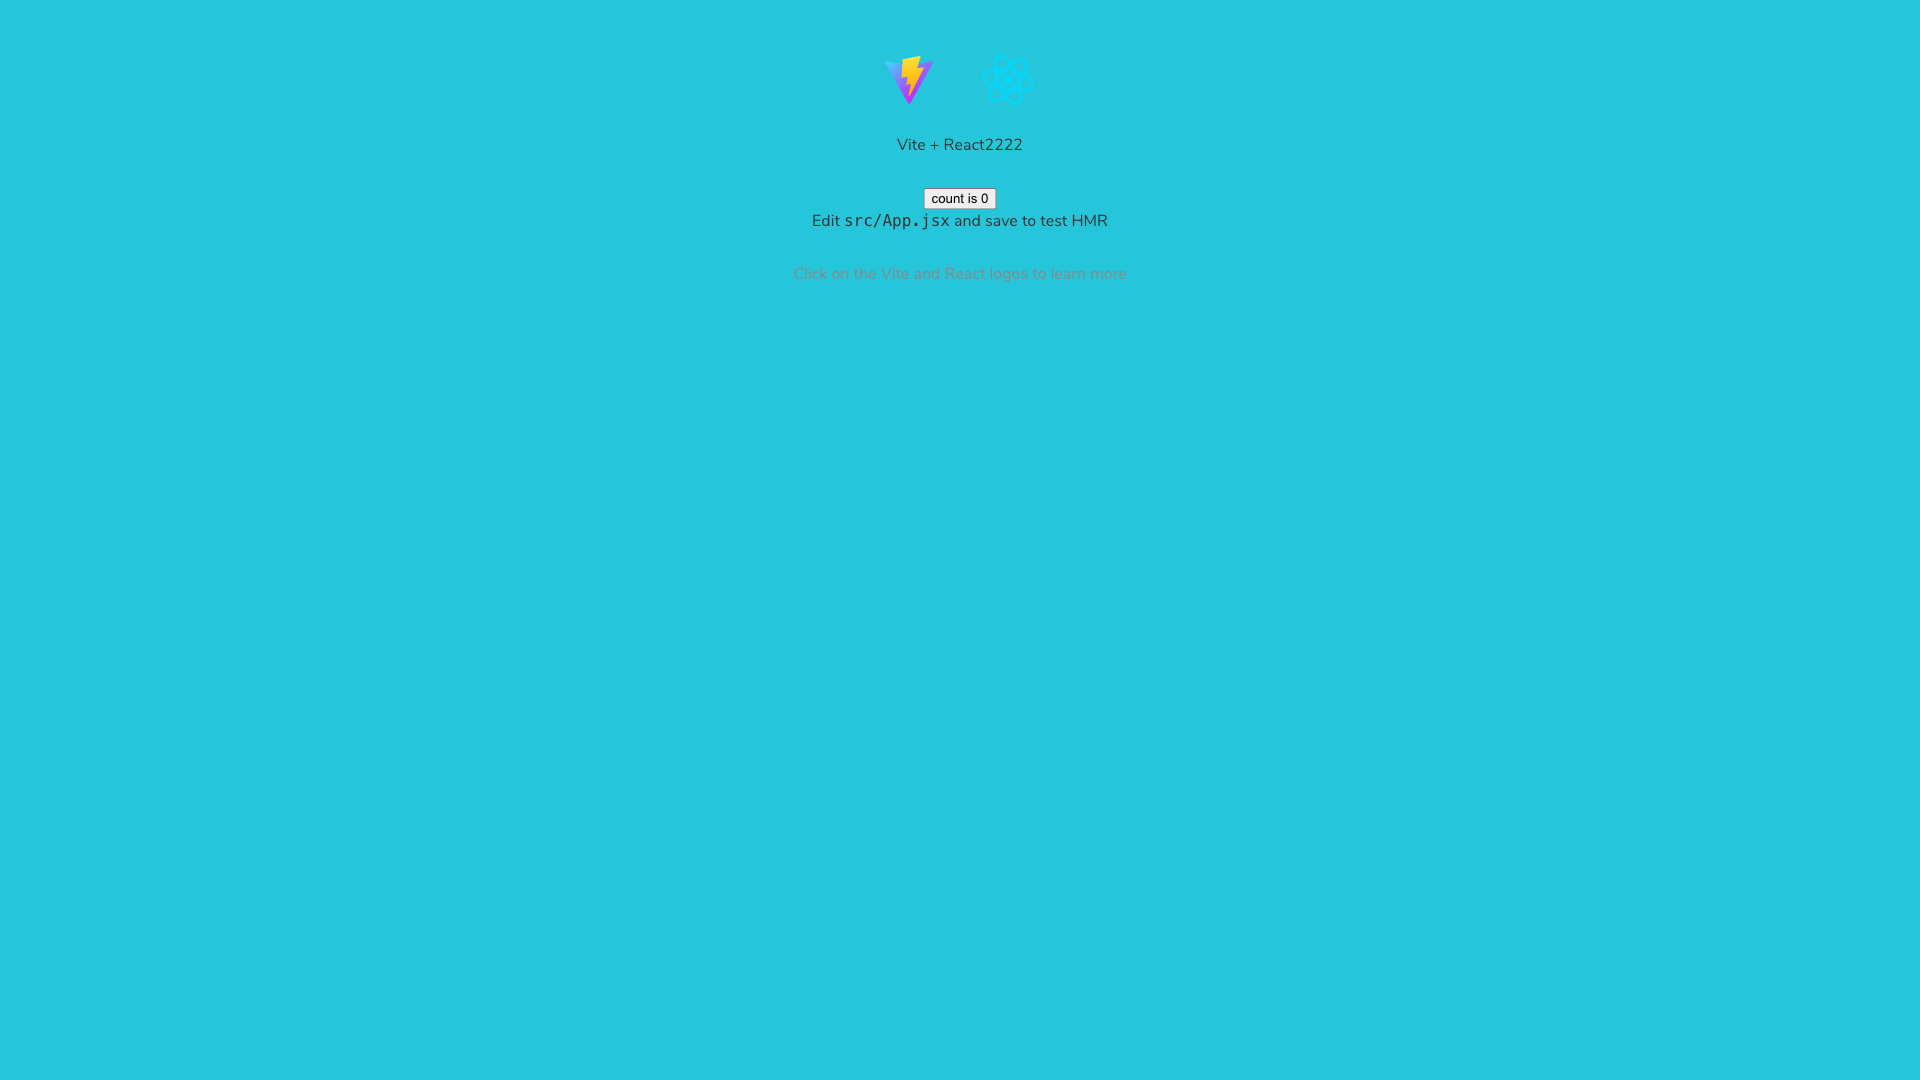 Vite + React2222
count is 0
Edit src/App.jsx and save to test HMR
Click on the Vite and React logos to learn more